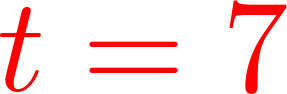 t = 7